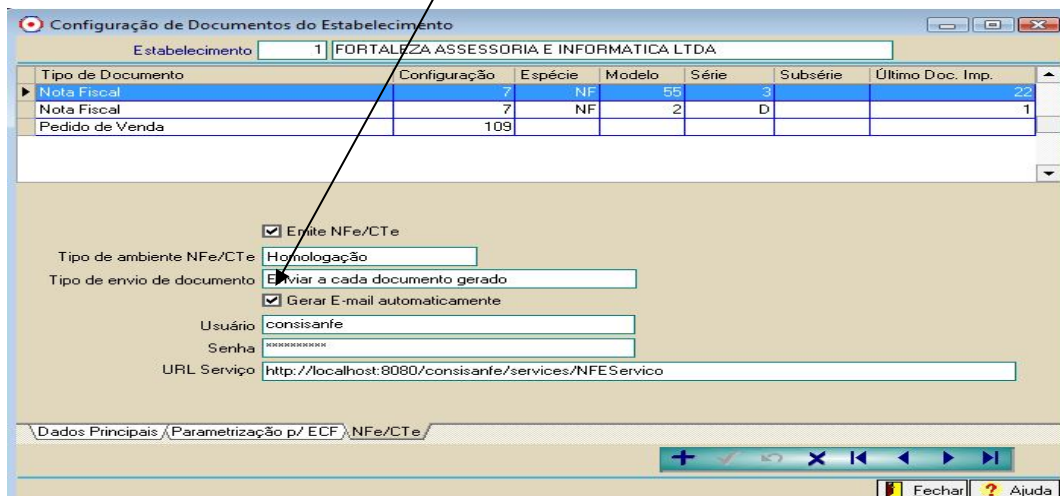 Configuração de Documentos do Estabelecimento
Estabelecimento 1 FORTALEZA ASSESSORIA E INFORMATICA LTDA
Tipo de Documento Configuração Espécie Modelo Série Subsérie Último Doc. Imp.
Nota Fiscal 7 NF 55 3 22
Nota Fiscal 7 NF 2 D 1
Pedido de Venda 109
Emite NFe/CTe
Tipo de ambiente NFe/CTe Homologação
Tipo de envio de documento Enviar a cada documento gerado
Gerar E-mail automaticamente
Usuário consisanfe
Senha **********
URL Serviço http://localhost:8080/consisanfe/services/NFEServico
Dados Principais Parametrização p/ ECF NFe/CTe
Fechar ? Ajuda